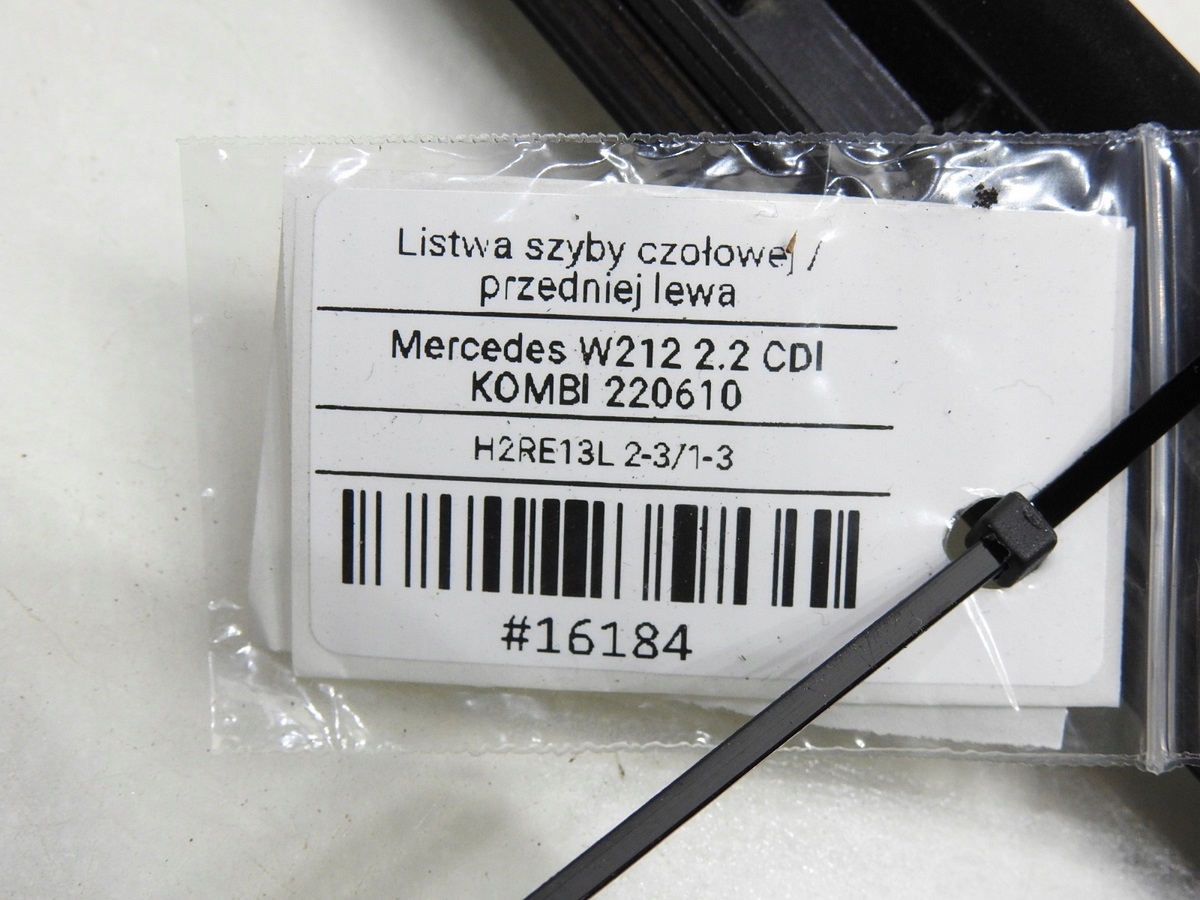 Listwa szyby czołowej /
przedniej lewa
Mercedes W212 2.2 CDI
KOMBI 220610
H2RE13L 2-3/1-3
#16184